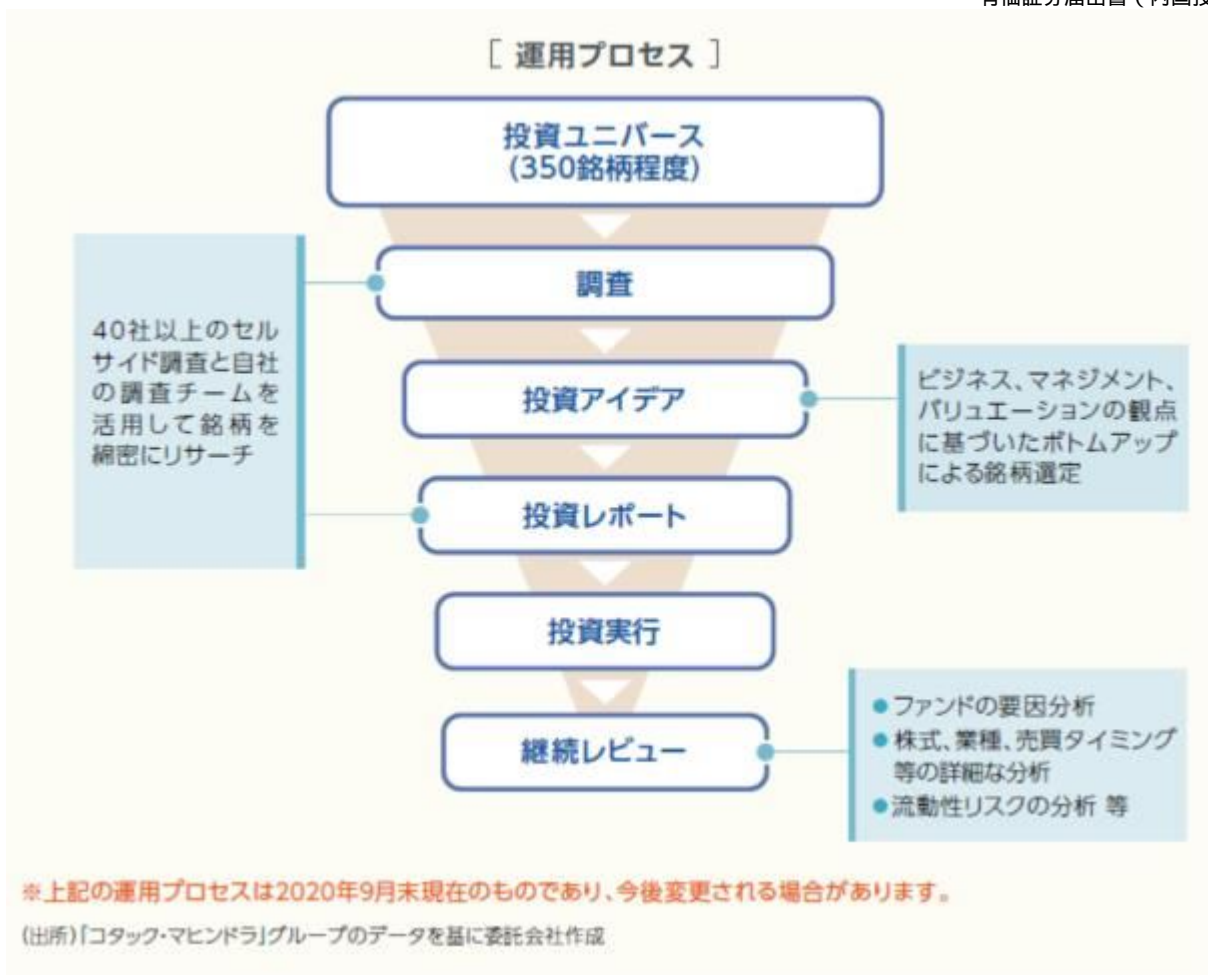 [ 運用プロセス ]
投資ユニバース
(350銘柄程度)
調査
40社以上のセル
サイド調査と自社
の調査チームを
活用して銘柄を
綿密にリサーチ
投資アイデア
ビジネス、マネジメント、
バリュエーションの観点
に基づいたボトムアップ
による銘柄選定
投資レポート
投資実行
継続レビュー
●ファンドの要因分析
●株式、業種、売買タイミング
等の詳細な分析
●流動性リスクの分析 等
※上記の運用プロセスは2020年9月末現在のものであり、今後変更される場合があります。
(出所)「コタック・マヒンドラ」グループのデータを基に委託会社作成